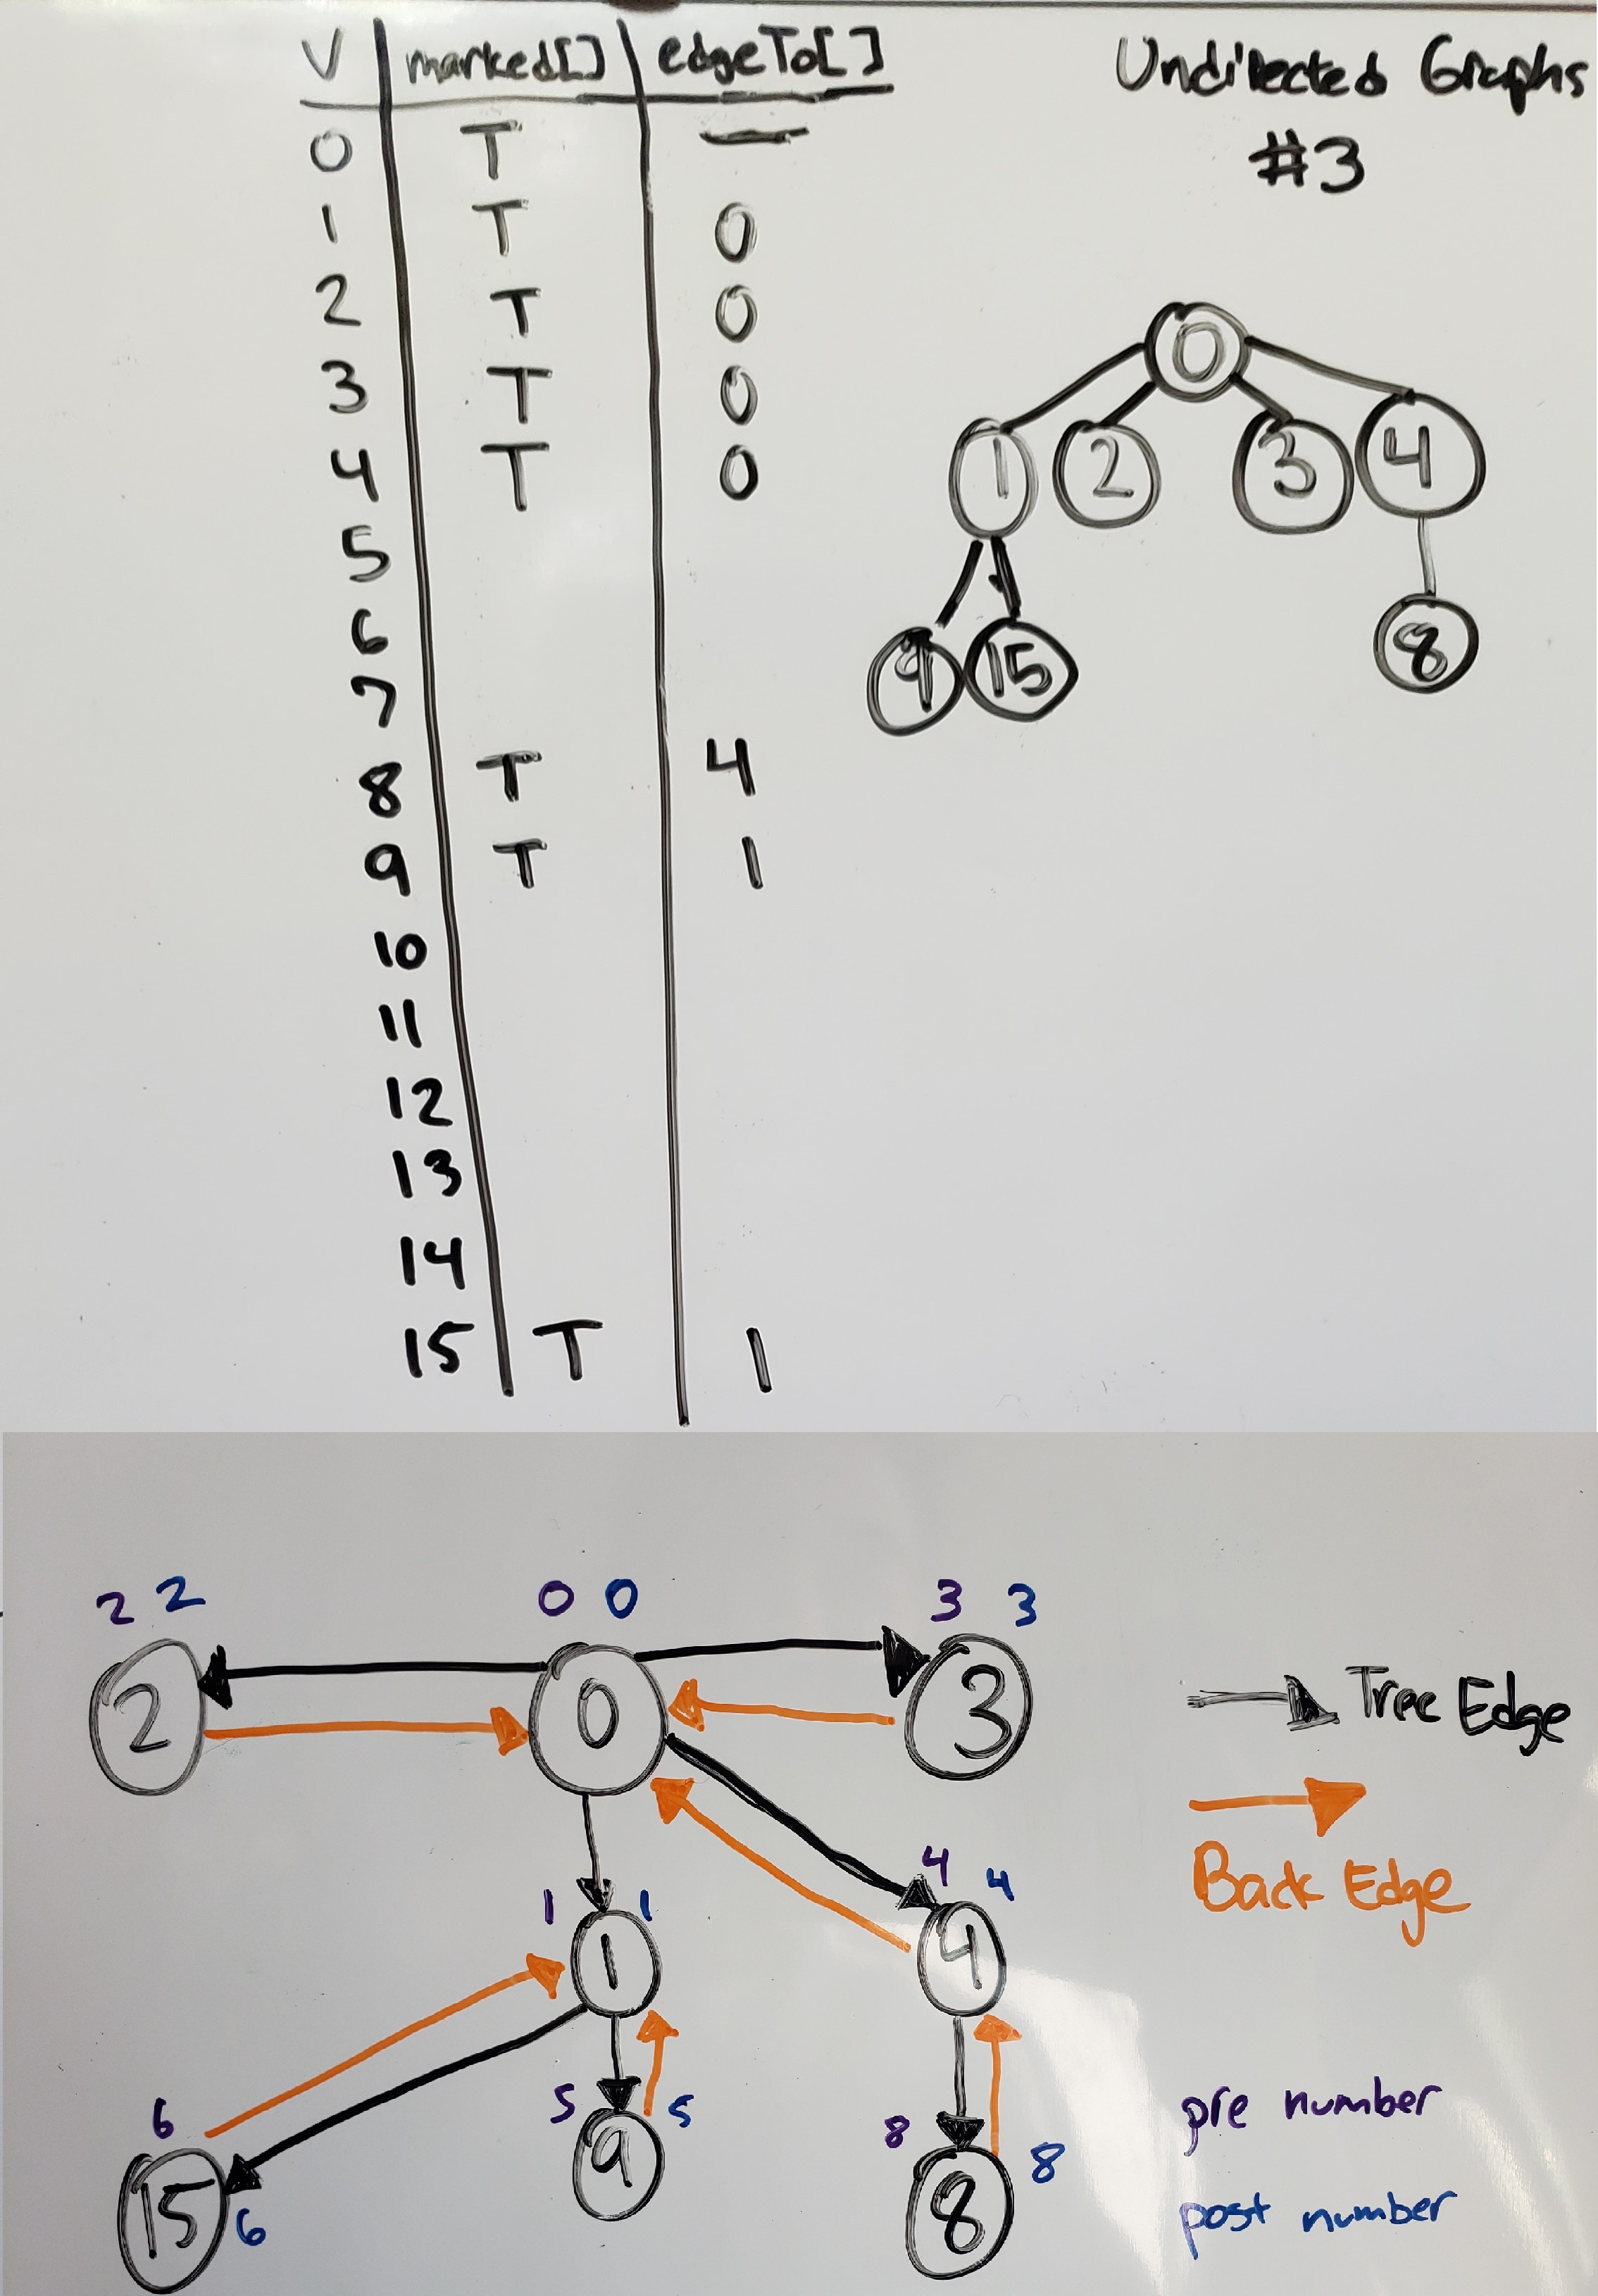 V marked[] edgeTo[]
0 T —
1 T 0
2 T 0
3 T 0
4 T 0
5
6
7
8 T 4
9 T 1
10
11
12
13
14
15 T 1
Undirected Graphs
#3
0
1 2 3 4
9 15 8
2 2 0 0 3 3
2 0 3
Tree Edge
Back Edge
4 4
1 1
1 4
6 5 5 8 8
15 6 9 8
pre number
post number